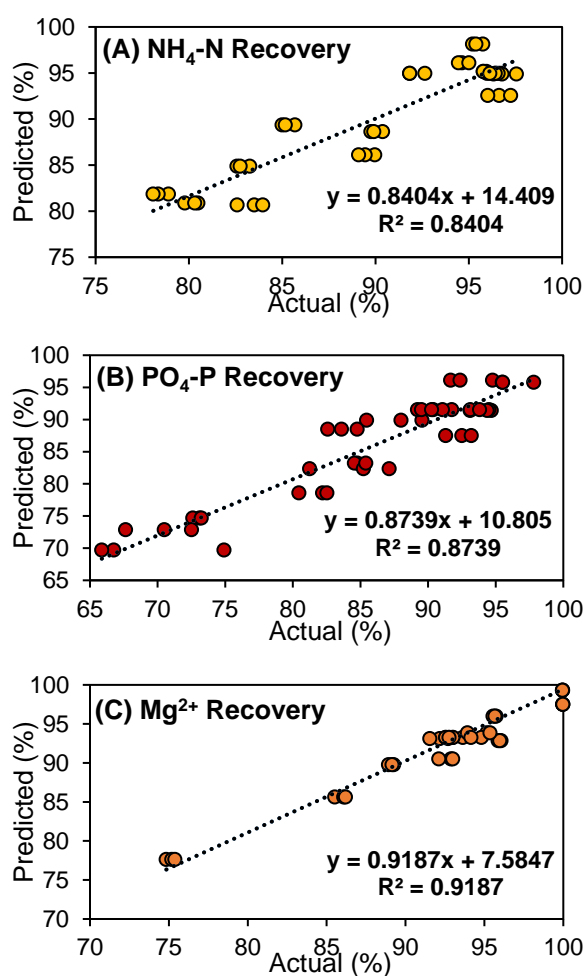 (A) NH₄-N Recovery
Predicted (%)
100
95
90
85
80
75
y = 0.8404x + 14.409
R² = 0.8404
75 80 85 90 95 100
Actual (%)
(B) PO₄-P Recovery
Predicted (%)
100
95
90
85
80
75
70
65
y = 0.8739x + 10.805
R² = 0.8739
65 70 75 80 85 90 95 100
Actual (%)
(C) Mg²⁺ Recovery
Predicted (%)
100
95
90
85
80
75
70
y = 0.9187x + 7.5847
R² = 0.9187
70 75 80 85 90 95 100
Actual (%)